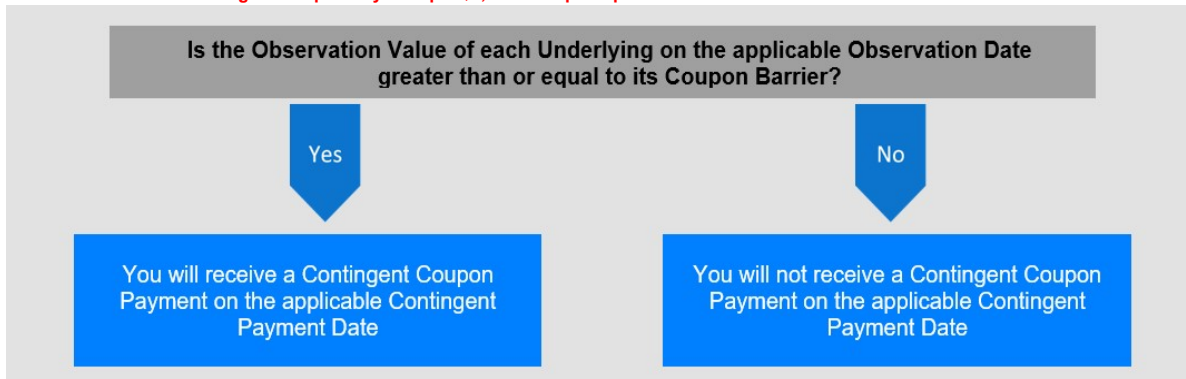 Is the Observation Value of each Underlying on the applicable Observation Date
greater than or equal to its Coupon Barrier?
Yes
No
You will receive a Contingent Coupon
Payment on the applicable Contingent
Payment Date
You will not receive a Contingent Coupon
Payment on the applicable Contingent
Payment Date